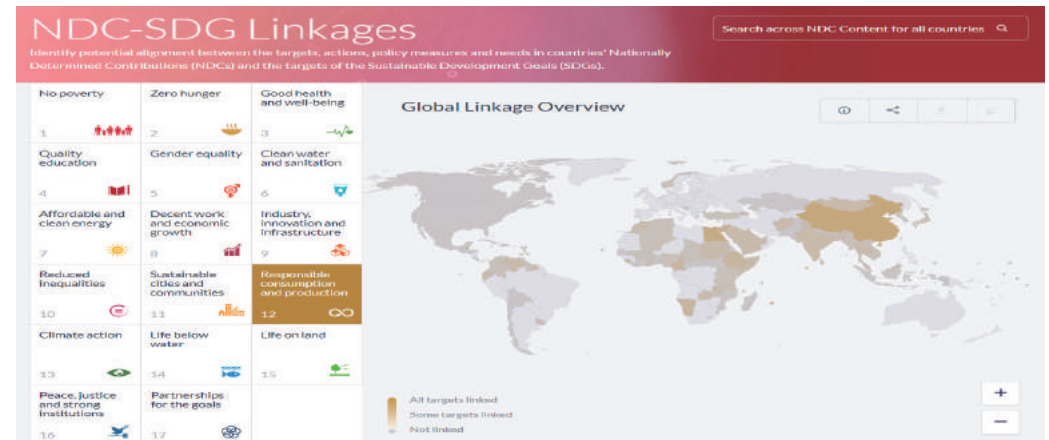 NDC-SDG Linkages
Search across NDC Content for all countries
Identify potential alignment between the targets, actions, policy measures and needs in countries' Nationally
Determined Contributions (NDCs) and the targets of the Sustainable Development Goals (SDGs).
No poverty
1
Zero hunger
2
Good health
and well-being
3
Quality
education
4
Gender equality
5
Clean water
and sanitation
6
Affordable and
clean energy
7
Decent work
and economic
growth
8
Industry,
innovation and
infrastructure
9
Reduced
inequalities
10
Sustainable
cities and
communities
11
Responsible
consumption
and production
12
Climate action
13
Life below
water
14
Life on land
15
Peace, justice
and strong
institutions
16
Partnerships
for the goals
17
Global Linkage Overview
All targets linked
Some targets linked
Not linked